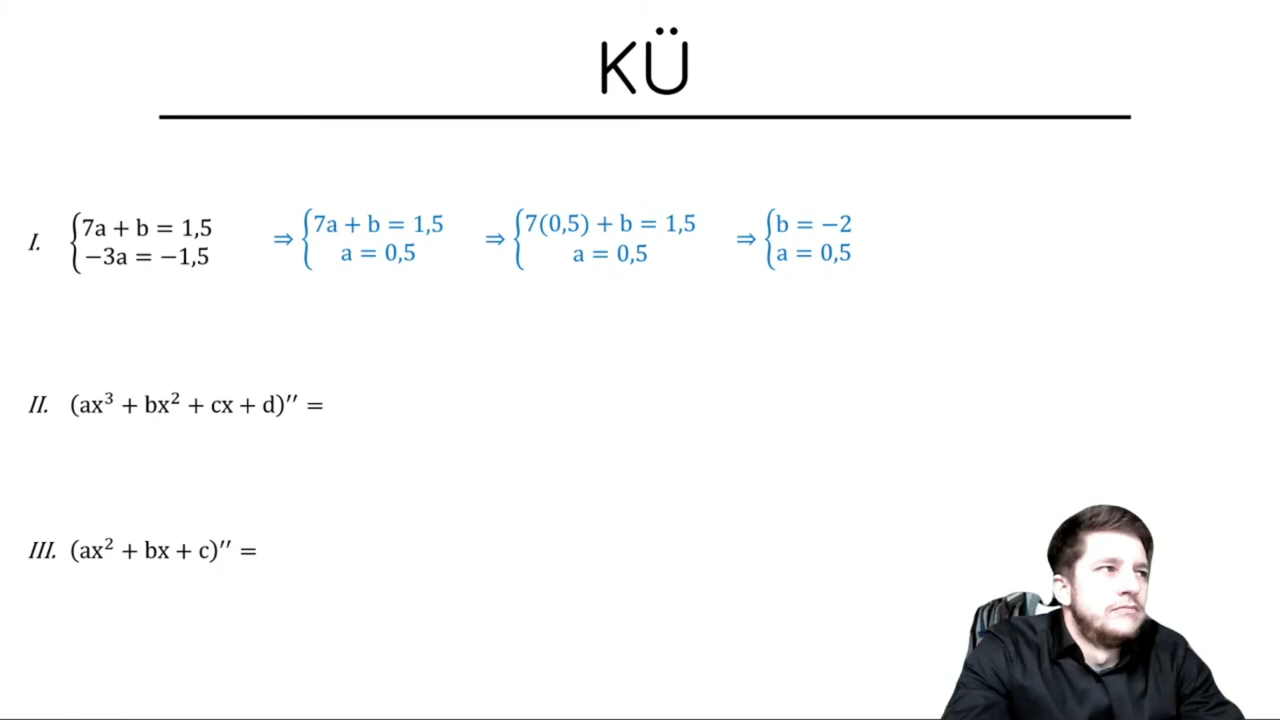 KÜ
I. {7a + b = 1,5 ⇒ {7a + b = 1,5 ⇒ {7(0,5) + b = 1,5 ⇒ {b = −2
−3a = −1,5 a = 0,5 a = 0,5 a = 0,5
II. (ax³ + bx² + cx + d)′′ =
III. (ax² + bx + c)′′ =